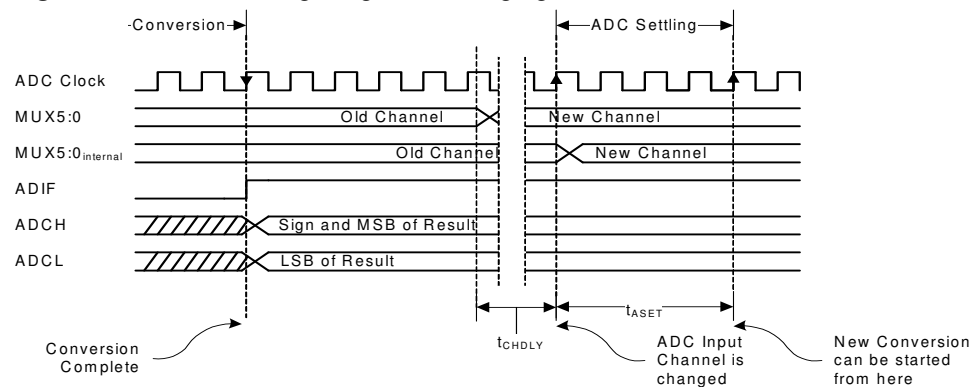 Conversion
ADC Settling
ADC Clock
MUX5:0
Old Channel
New Channel
MUX5:0internal
Old Channel
New Channel
ADIF
ADCH
Sign and MSB of Result
ADCL
LSB of Result
tCHDLY
tASET
Conversion
Complete
ADC Input
Channel is
changed
New Conversion
can be started
from here